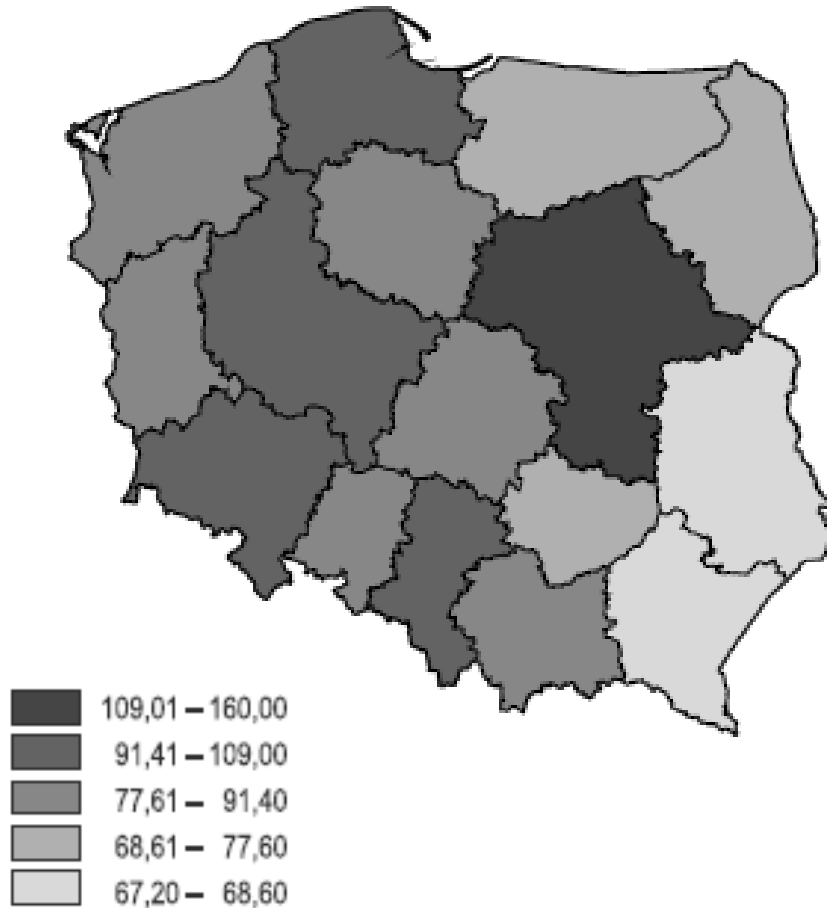 109,01 – 160,00
91,41 – 109,00
77,61 – 91,40
68,61 – 77,60
67,20 – 68,60